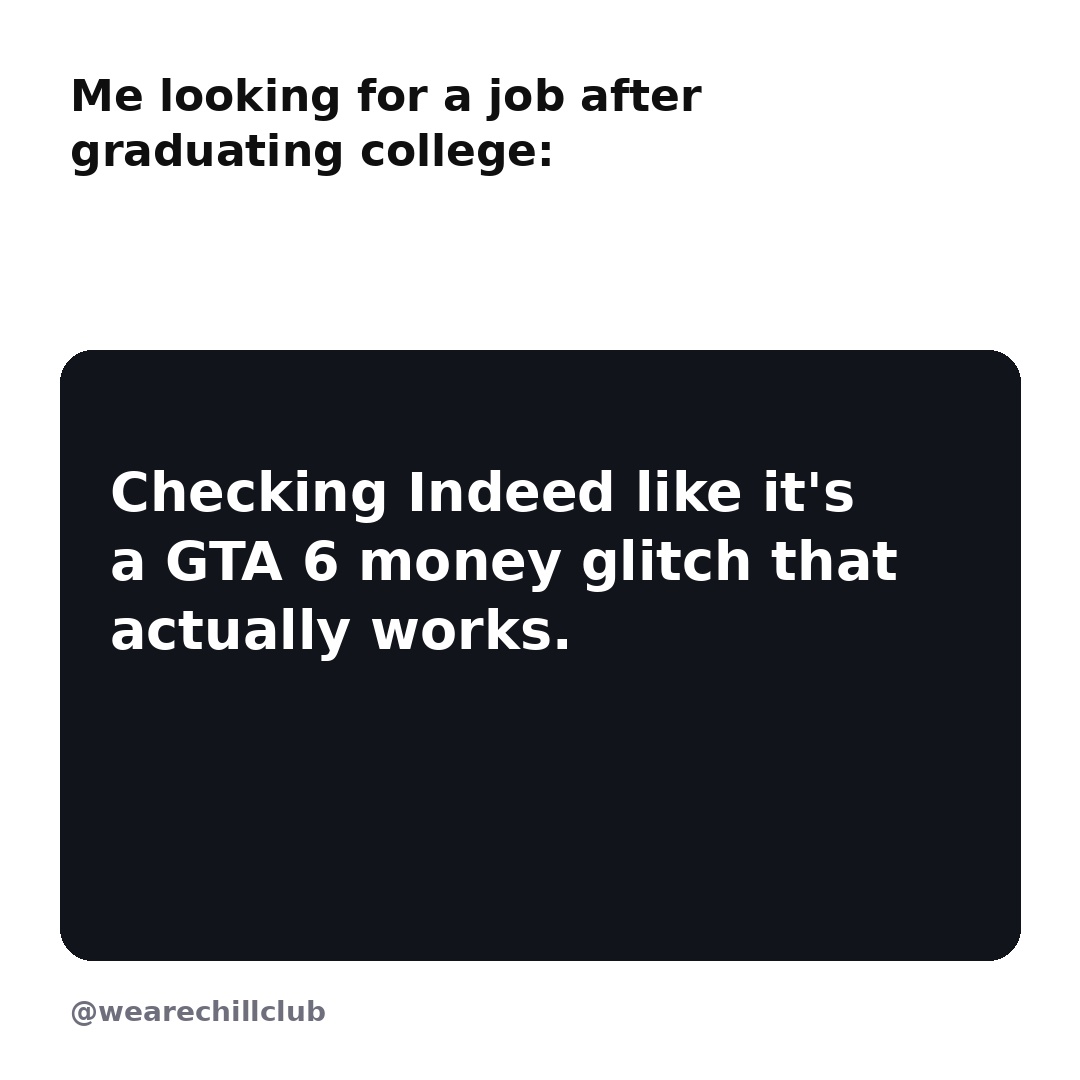 Me looking for a job after
graduating college:
Checking Indeed like it's
a GTA 6 money glitch that
actually works.
@wearechillclub